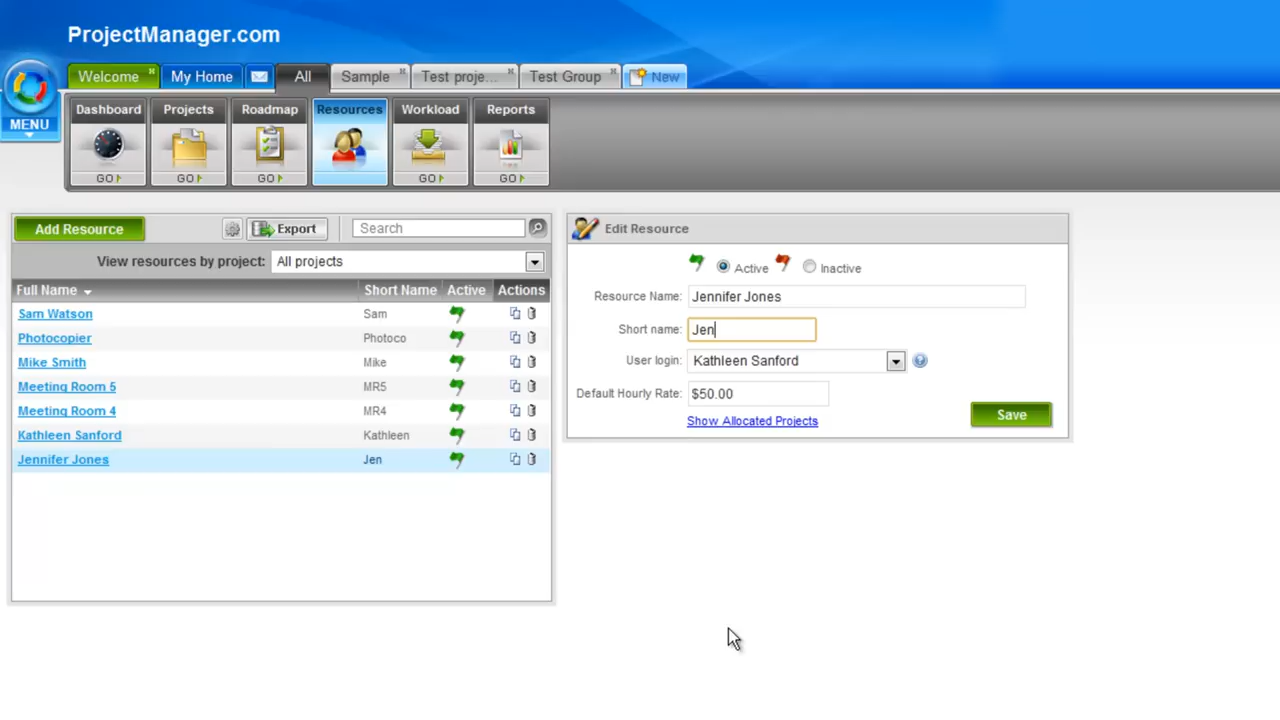 ProjectManager.com
Welcome
My Home
All
Sample
Test proje...
Test Group
New
MENU
Dashboard
Projects
Roadmap
Resources
Workload
Reports
GO
GO
GO
GO
GO
Add Resource
Export
Search
View resources by project: All projects
Full Name Short Name Active Actions
Sam Watson Sam
Photocopier Photoco
Mike Smith Mike
Meeting Room 5 MR5
Meeting Room 4 MR4
Kathleen Sanford Kathleen
Jennifer Jones Jen
Edit Resource
Active Inactive
Resource Name: Jennifer Jones
Short name: Jen
User login: Kathleen Sanford
Default Hourly Rate: $50.00
Show Allocated Projects
Save